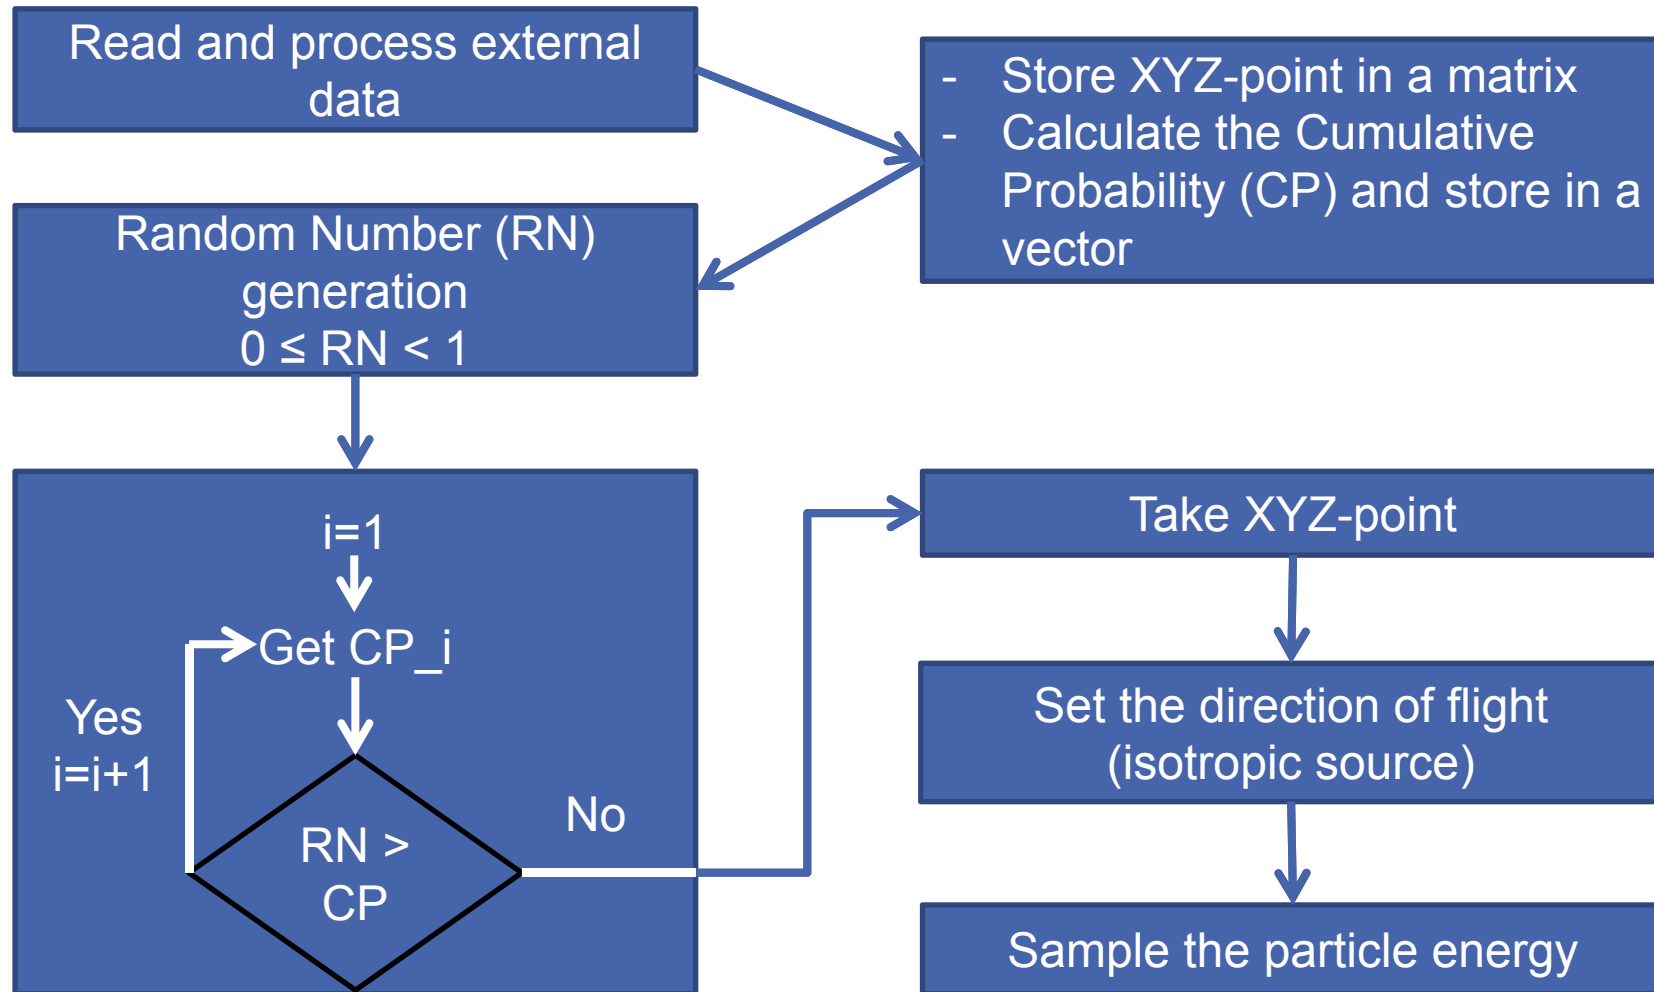 Read and process external
data
- Store XYZ-point in a matrix
- Calculate the Cumulative
Probability (CP) and store in a
vector
Random Number (RN)
generation
0 ≤ RN < 1
i=1
Get CP_i
Yes
i=i+1
RN >
CP
No
Take XYZ-point
Set the direction of flight
(isotropic source)
Sample the particle energy